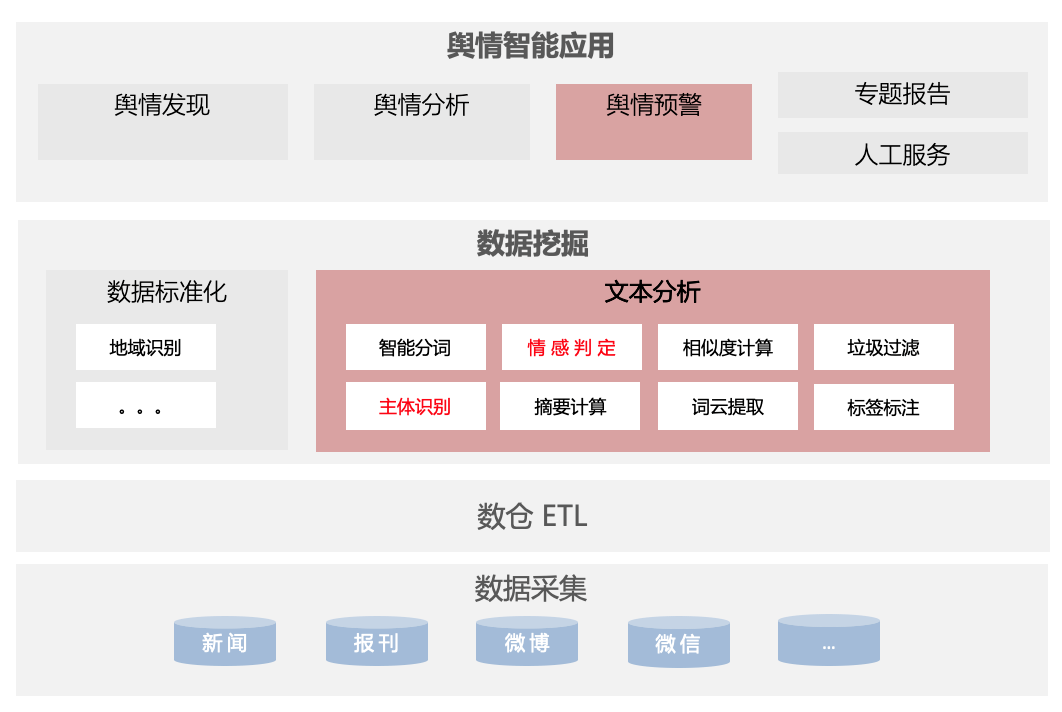 舆情智能应用
舆情发现
舆情分析
舆情预警
专题报告
人工服务
数据挖掘
数据标准化
地域识别
。。。
文本分析
智能分词
情感判定
相似度计算
垃圾过滤
主体识别
摘要计算
词云提取
标签标注
数仓 ETL
数据采集
新闻
报刊
微博
微信
...